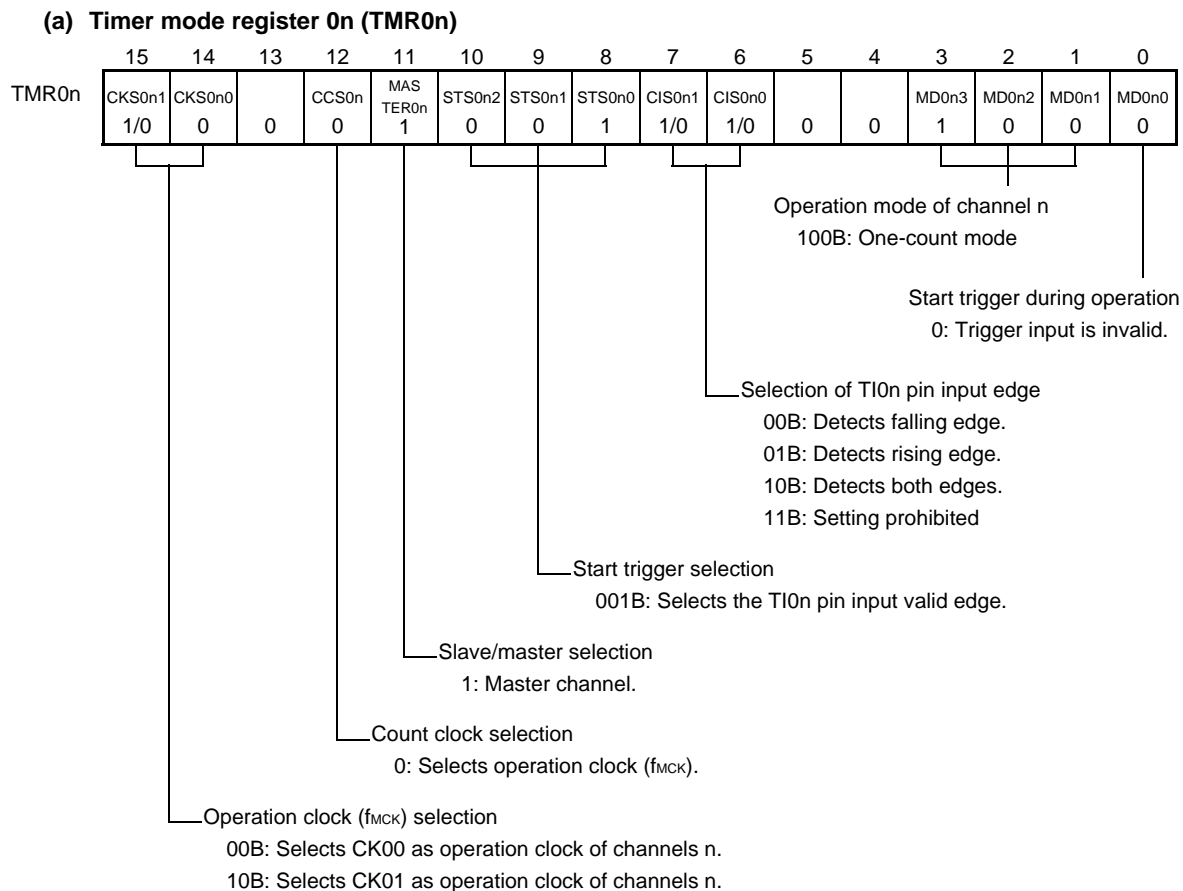 (a) Timer mode register 0n (TMR0n)
15 14 13 12 11 10 9 8 7 6 5 4 3 2 1 0
TMR0n CKS0n1 CKS0n0 CCS0n MAS TER0n STS0n2 STS0n1 STS0n0 CIS0n1 CIS0n0 MD0n3 MD0n2 MD0n1 MD0n0
1/0 0 0 0 1 0 0 1 1/0 1/0 0 0 1 0 0 0
Operation mode of channel n
100B: One-count mode
Start trigger during operation
0: Trigger input is invalid.
Selection of TI0n pin input edge
00B: Detects falling edge.
01B: Detects rising edge.
10B: Detects both edges.
11B: Setting prohibited
Start trigger selection
001B: Selects the TI0n pin input valid edge.
Slave/master selection
1: Master channel.
Count clock selection
0: Selects operation clock (fMCK).
Operation clock (fMCK) selection
00B: Selects CK00 as operation clock of channels n.
10B: Selects CK01 as operation clock of channels n.